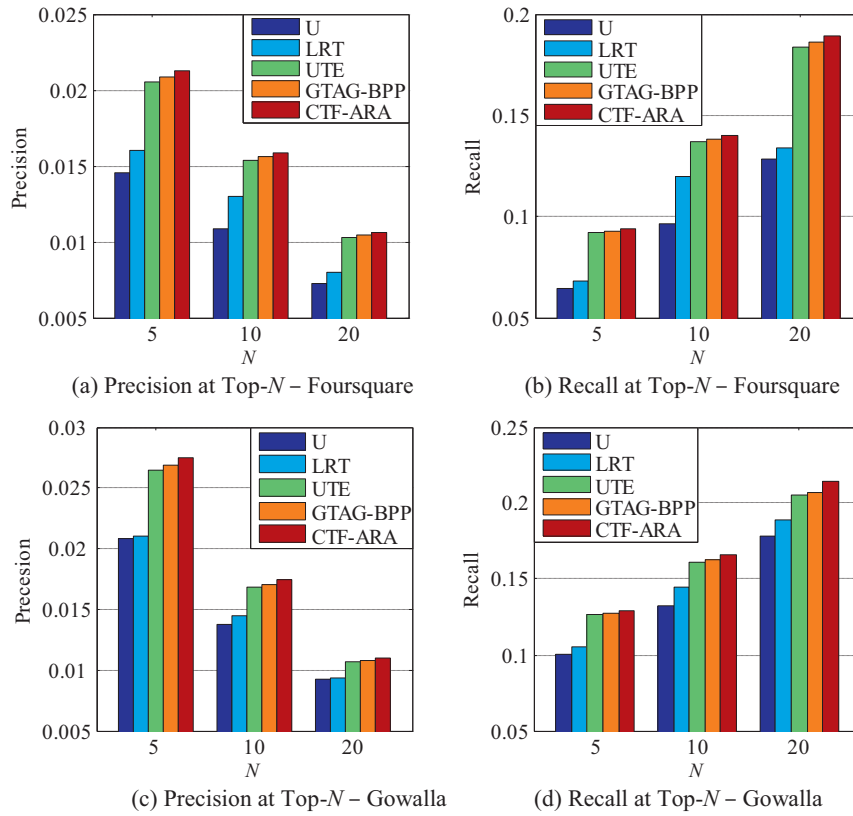 U
LRT
UTE
GTAG-BPP
CTF-ARA
0.025
0.02
0.015
0.01
0.005
Precision
5 10 20
N
(a) Precision at Top-N – Foursquare
U
LRT
UTE
GTAG-BPP
CTF-ARA
0.2
0.15
0.1
0.05
Recall
5 10 20
N
(b) Recall at Top-N – Foursquare
U
LRT
UTE
GTAG-BPP
CTF-ARA
0.03
0.025
0.02
0.015
0.01
0.005
Precesion
5 10 20
N
(c) Precision at Top-N – Gowalla
U
LRT
UTE
GTAG-BPP
CTF-ARA
0.25
0.2
0.15
0.1
0.05
Recall
5 10 20
N
(d) Recall at Top-N – Gowalla